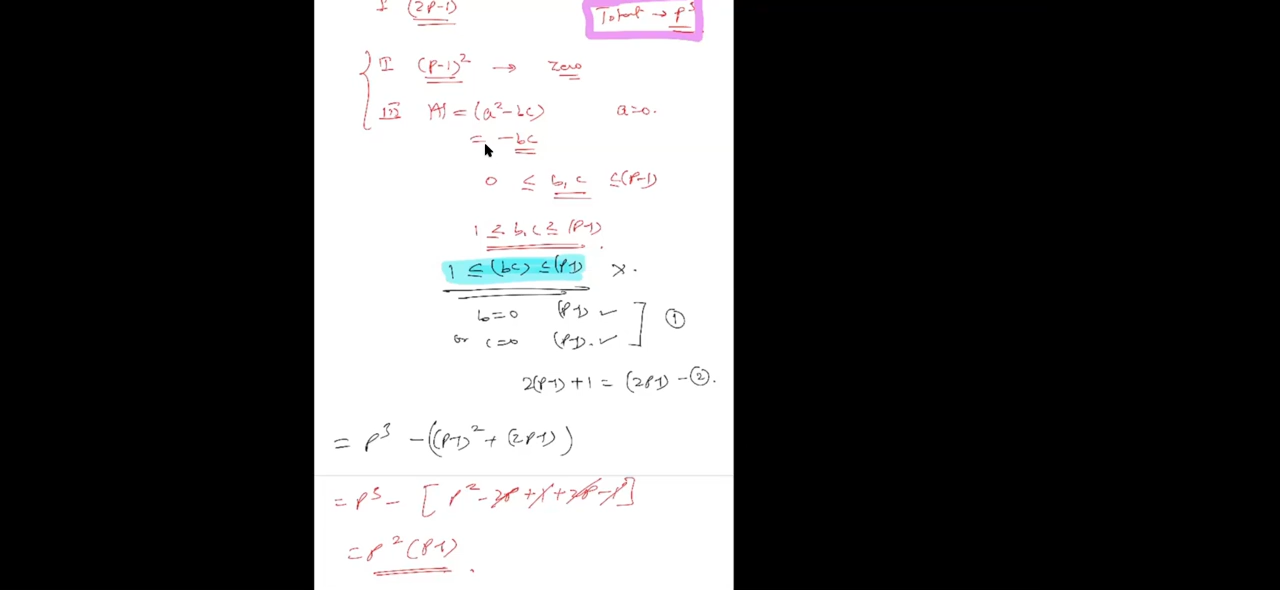 I (2P-1)
Total → P³
II (P-1)² → zero
III |A| = (a²-bc) a=0.
= -bc
0 ≤ b, c ≤ (P-1)
1 ≥ b, c ≥ (P-1)
1 ≤ (bc) ≤ (P-1) ×.
b=0 (P-1) ✓
or c=0 (P-1). ✓ ] ①
2(P-1) + 1 = (2P-1) - ②.
= P³ - ((P-1)² + (2P-1))
= P³ - [ P² - 2P + 1 + 2P - 1 ]
= P² (P-1)